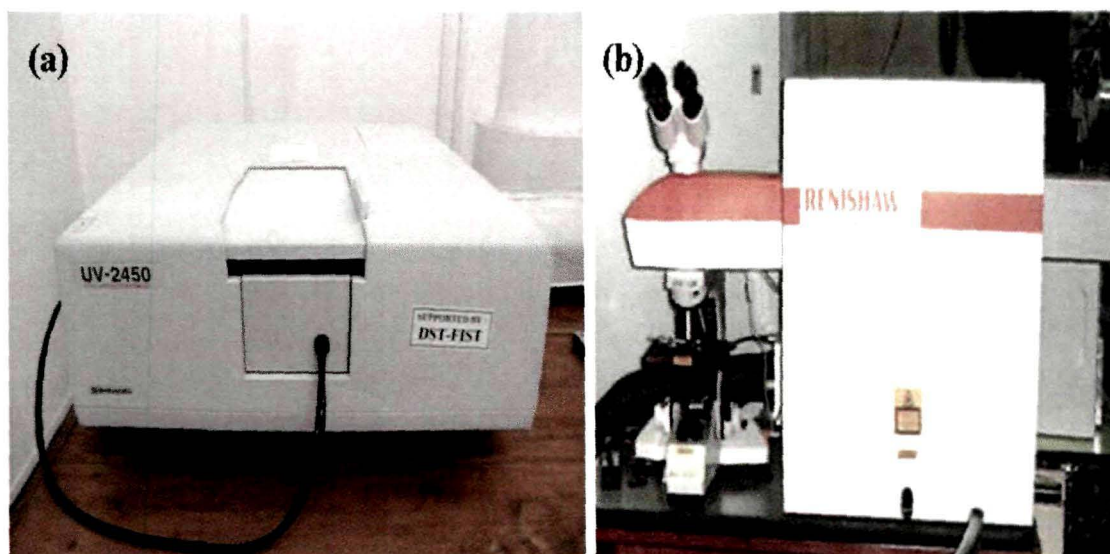 (a)
UV-2450
SUPPORTED BY
DST-FIST
(b)
RENISHAW